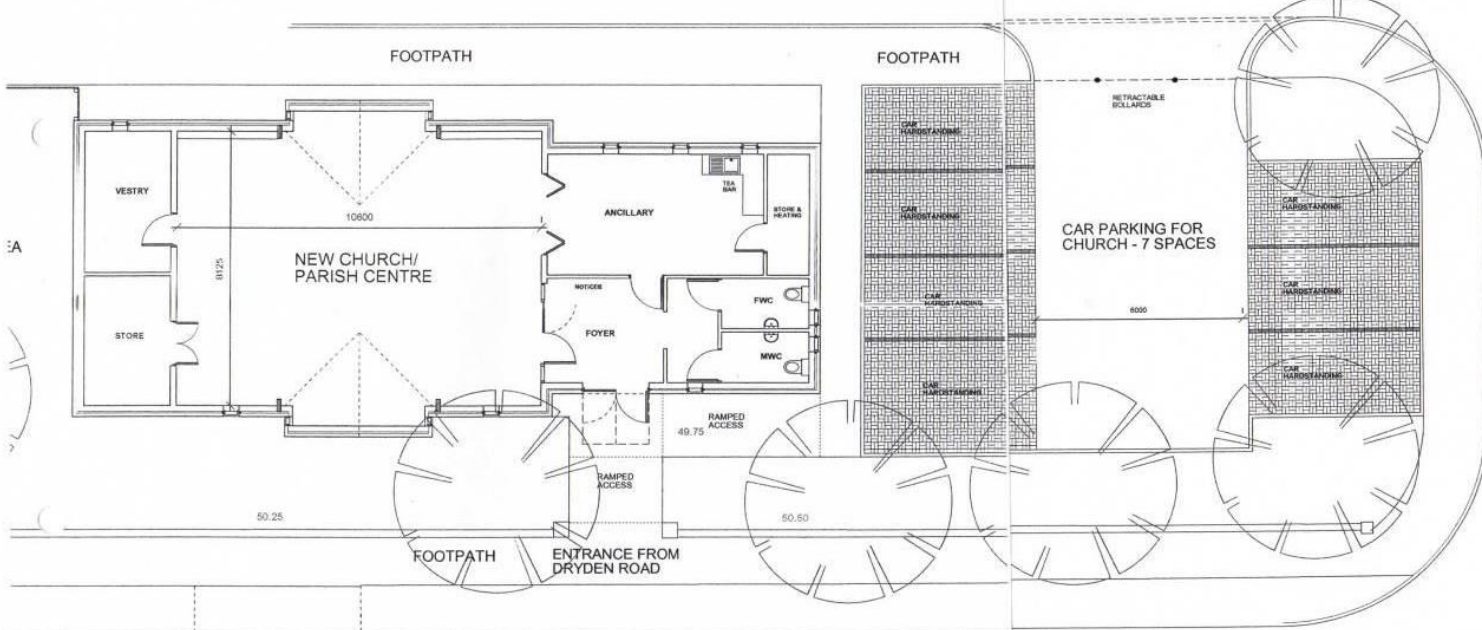 FOOTPATH
FOOTPATH
RETRACTABLE
BOLLARDS
CAR
HARDSTANDING
VESTRY
10600
8125
NEW CHURCH/
PARISH CENTRE
STORE
ANCILLARY
TEA
BAR
STORE &
HEATING
NOTICES
FOYER
FWC
MWC
CAR
HARDSTANDING
CAR
HARDSTANDING
CAR
HARDSTANDING
CAR PARKING FOR
CHURCH - 7 SPACES
6000
CAR
HARDSTANDING
CAR
HARDSTANDING
CAR
HARDSTANDING
RAMPED
ACCESS
49.75
RAMPED
ACCESS
50.25
50.50
FOOTPATH
ENTRANCE FROM
DRYDEN ROAD
EA